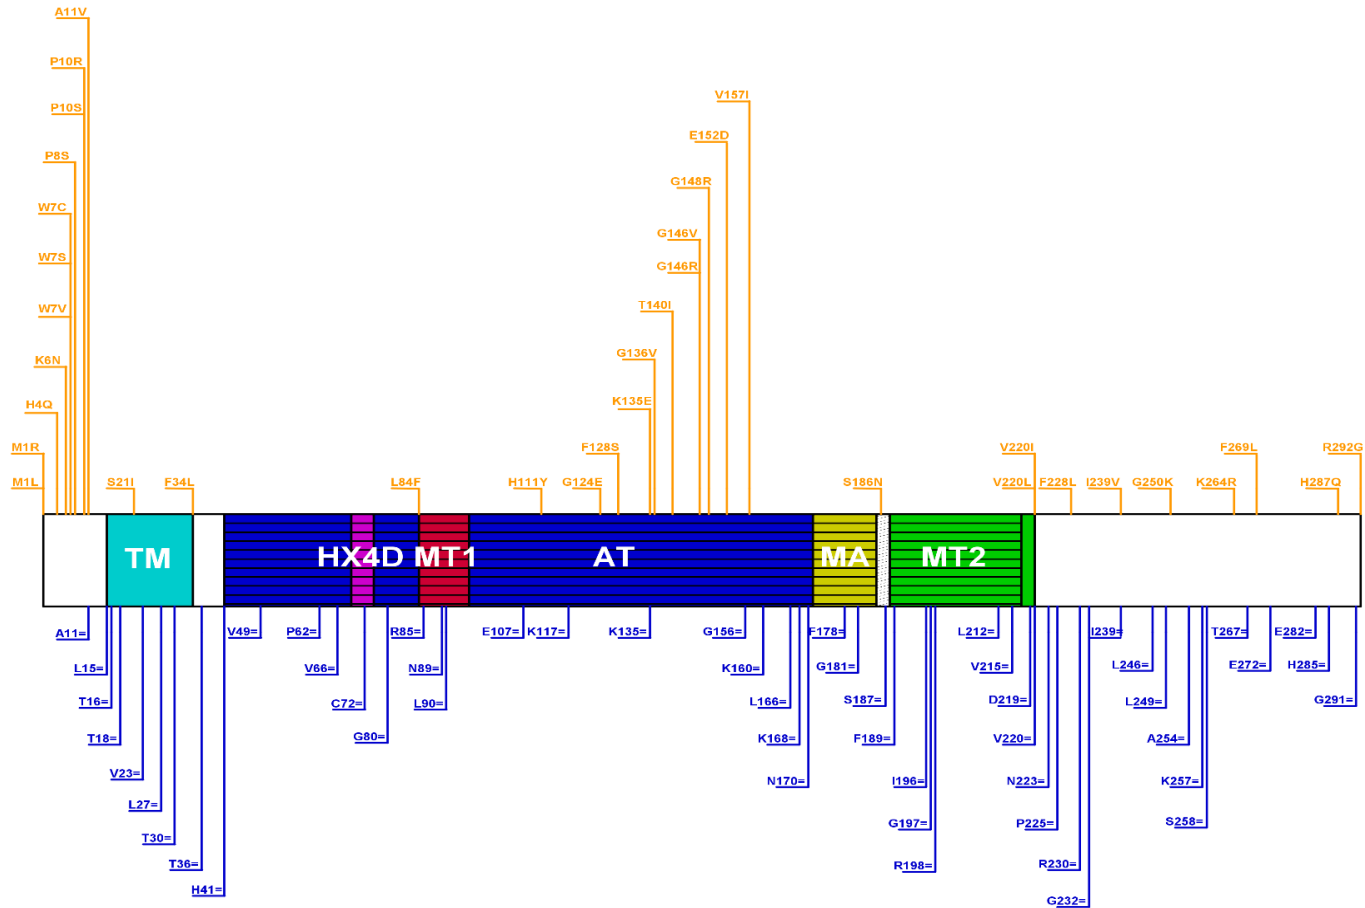 A11V
P10R
V157I
P10S
E152D
P8S
G148R
W7C
G146V
W7S
G146R
W7V
T140I
K6N
G136V
H4Q
K135E
M1R
F128S
V220I
F269L
R292G
M1L
S21I
F34L
L84F
H111Y
G124E
S186N
V220L
F228L
I239V
G250K
K264R
H287Q
TM
HX4D
MT1
AT
MA
MT2
A11=
V49=
P62=
R85=
E107=
K117=
K135=
G156=
F178=
L212=
I239=
T267=
E282=
L15=
V66=
N89=
K160=
G181=
V215=
L246=
E272=
H285=
T16=
C72=
L90=
L166=
S187=
D219=
L249=
G291=
T18=
G80=
K168=
F189=
V220=
A254=
V23=
N170=
I196=
N223=
K257=
L27=
G197=
P225=
S258=
T30=
T36=
R198=
R230=
H41=
G232=